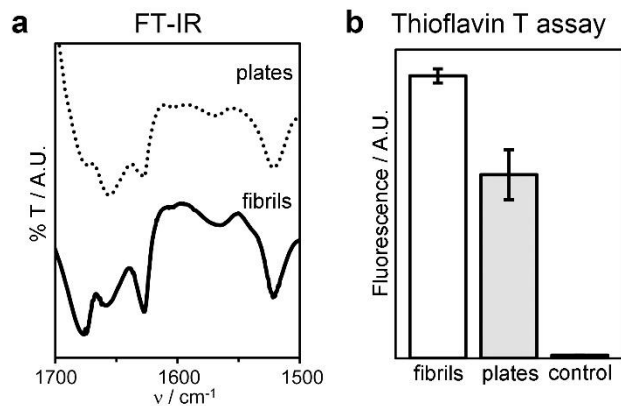 a
FT-IR
plates
fibrils
% T / A.U.
1700
1600
1500
ν / cm⁻¹
b
Thioflavin T assay
Fluorescence / A.U.
fibrils
plates
control